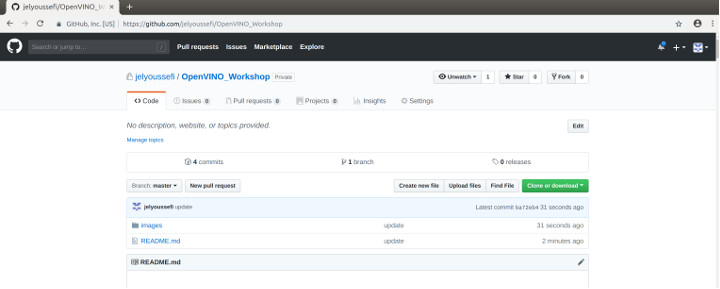 jelyoussefi/OpenVINO_W
GitHub, Inc. [US] | https://github.com/jelyoussefi/OpenVINO_Workshop
Search or jump to... / Pull requests Issues Marketplace Explore
jelyoussefi / OpenVINO_Workshop Private Unwatch 1 Star 0 Fork 0
Code Issues 0 Pull requests 0 Projects 0 Insights Settings
No description, website, or topics provided. Edit
Manage topics
4 commits 1 branch 0 releases
Branch: master New pull request Create new file Upload files Find File Clone or download
jelyoussefi update Latest commit 31 seconds ago
images update 31 seconds ago
README.md update 2 minutes ago
README.md